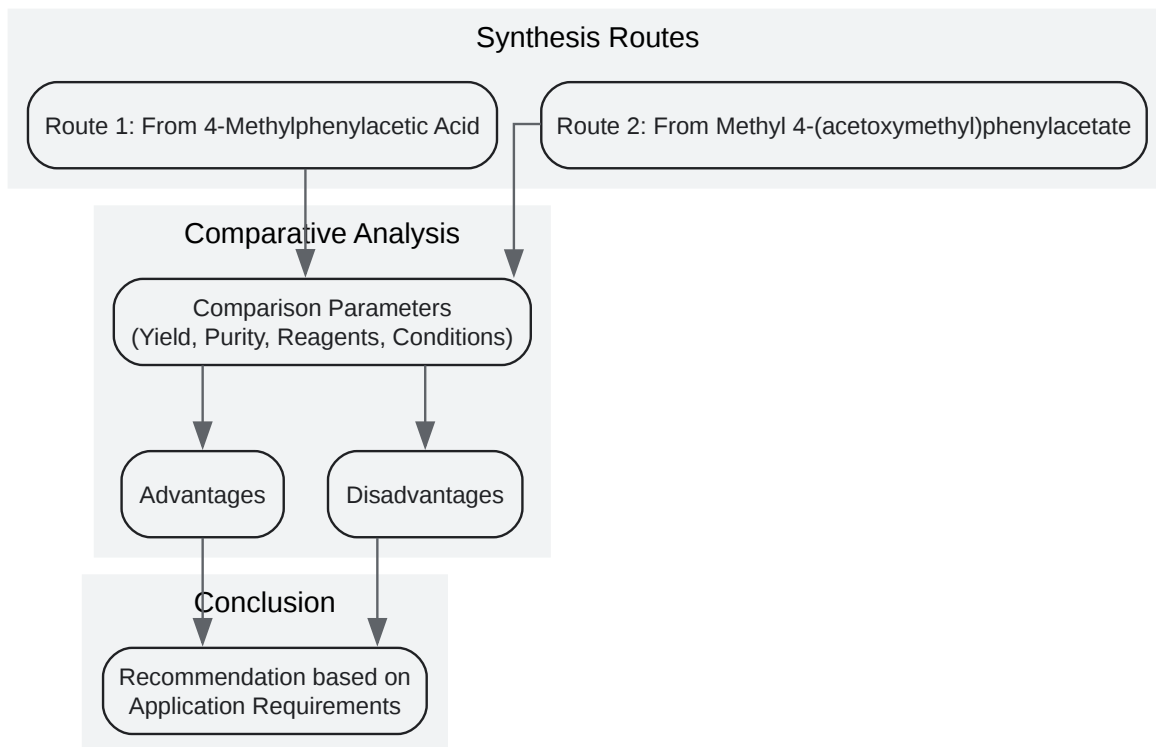 Synthesis Routes
Route 1: From 4-Methylphenylacetic Acid
Route 2: From Methyl 4-(acetoxymethyl)phenylacetate
Comparative Analysis
Comparison Parameters
(Yield, Purity, Reagents, Conditions)
Advantages
Disadvantages
Conclusion
Recommendation based on
Application Requirements